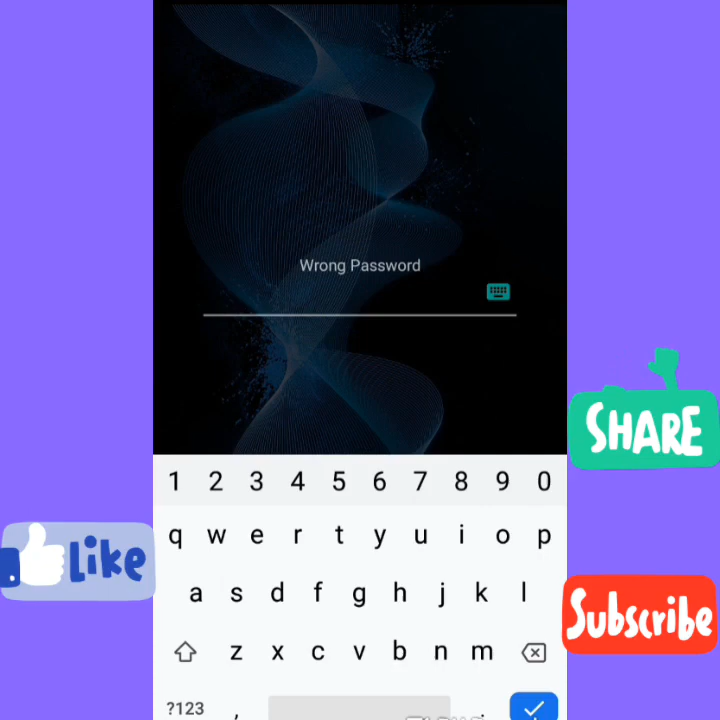 Wrong Password
1 2 3 4 5 6 7 8 9 0
q w e r t y u i o p
a s d f g h j k l
z x c v b n m
?123 , .
SHARE
Like
Subscribe